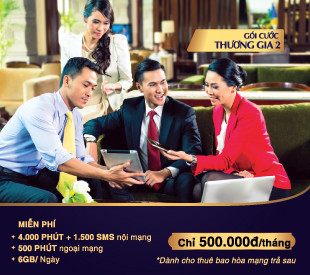 GÓI CƯỚC
THƯƠNG GIA 2
MIỄN PHÍ
+ 4.000 PHÚT + 1.500 SMS nội mạng
+ 500 PHÚT ngoại mạng
+ 6GB/ Ngày
Chỉ 500.000đ/tháng
*Dành cho thuê bao hòa mạng trả sau